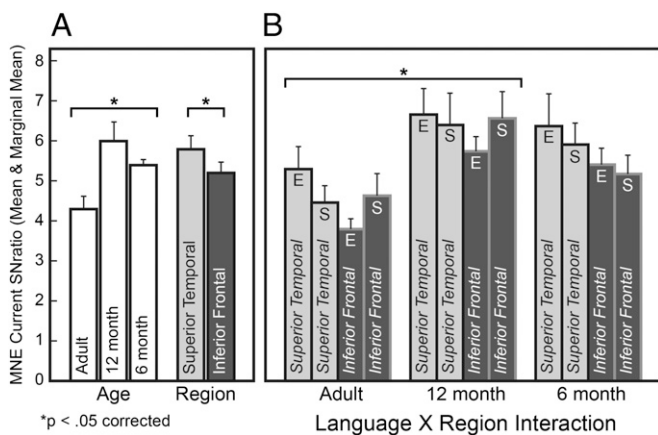 A
B
MNE Current SNratio (Mean & Marginal Mean)
8
7
6
5
4
3
2
1
0
*
*
Adult
12 month
6 month
Superior Temporal
Inferior Frontal
Age
Region
*p < .05 corrected
*
E
S
E
S
E
S
E
S
E
S
E
S
Superior Temporal
Superior Temporal
Inferior Frontal
Inferior Frontal
Superior Temporal
Superior Temporal
Inferior Frontal
Inferior Frontal
Superior Temporal
Superior Temporal
Inferior Frontal
Inferior Frontal
Adult
12 month
6 month
Language X Region Interaction